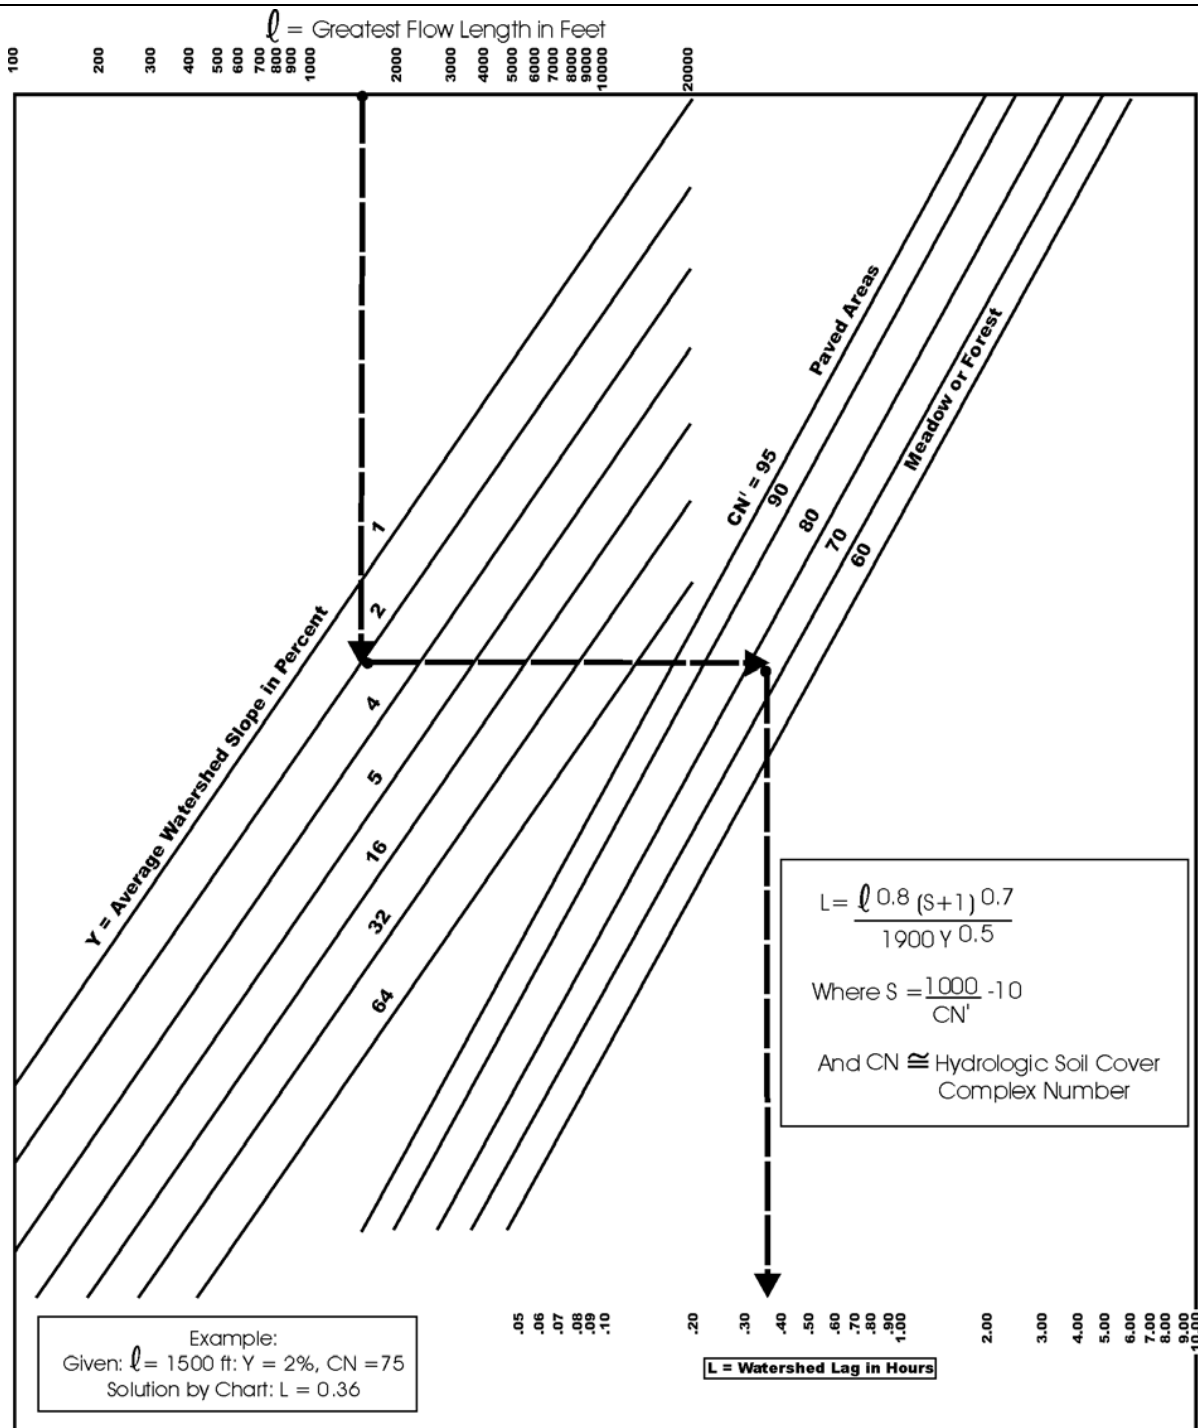 ℓ = Greatest Flow Length in Feet
100 200 300 400 500 600 700 800 900 1000 2000 3000 4000 5000 6000 7000 8000 9000 10000 20000
Paved Areas
Meadow or Forest
CN' = 95
90
80
70
60
Y = Average Watershed Slope in Percent
1
2
4
5
16
32
64
L= ℓ 0.8 (S+1) 0.7
1900 Y 0.5
Where S = 1000 -10
CN'
And CN ≅ Hydrologic Soil Cover
Complex Number
.05 .06 .07 .08 .09 .10 .20 .30 .40 .50 .60 .70 .80 .90 1.00 2.00 3.00 4.00 5.00 6.00 7.00 8.00 9.00 10.00
L = Watershed Lag in Hours
Example:
Given: ℓ= 1500 ft: Y = 2%, CN =75
Solution by Chart: L = 0.36